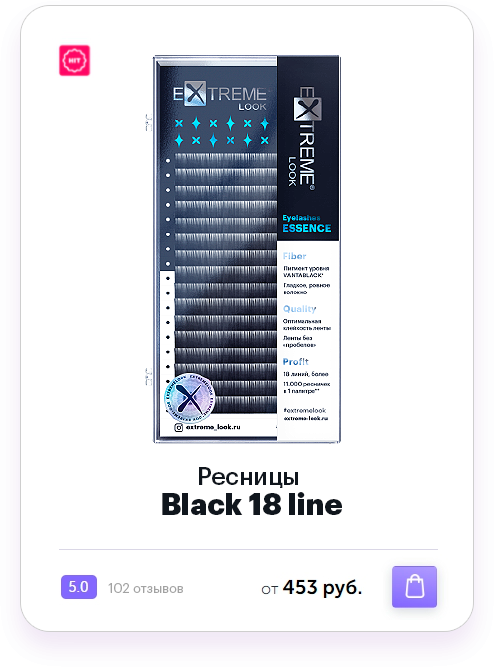 HIT
EXTREME®
LOOK
EXTREME®
LOOK
Eyelashes
ESSENCE
Fiber
Пигмент уровня
VANTABLACK*
Гладкое, ровное
волокно
Quality
Оптимальная
клейкость ленты
Ленты без
«пробелов»
Profit
18 линий, более
11.000 ресничек
в 1 палитре**
#extremelook
extreme-look.ru
extreme_look.ru
Ресницы
Black 18 line
5.0
102 отзывов
от 453 руб.